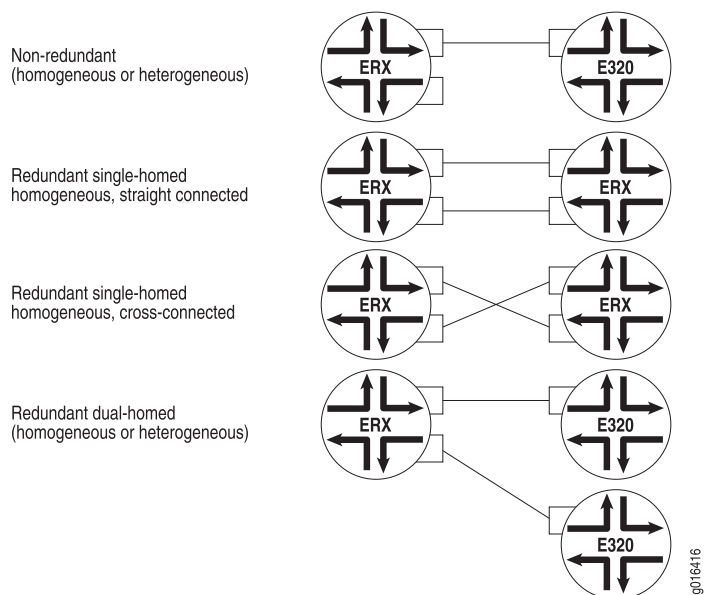 Non-redundant
(homogeneous or heterogeneous)
ERX
E320
Redundant single-homed
homogeneous, straight connected
ERX
ERX
Redundant single-homed
homogeneous, cross-connected
ERX
ERX
Redundant dual-homed
(homogeneous or heterogeneous)
ERX
E320
E320
g016416